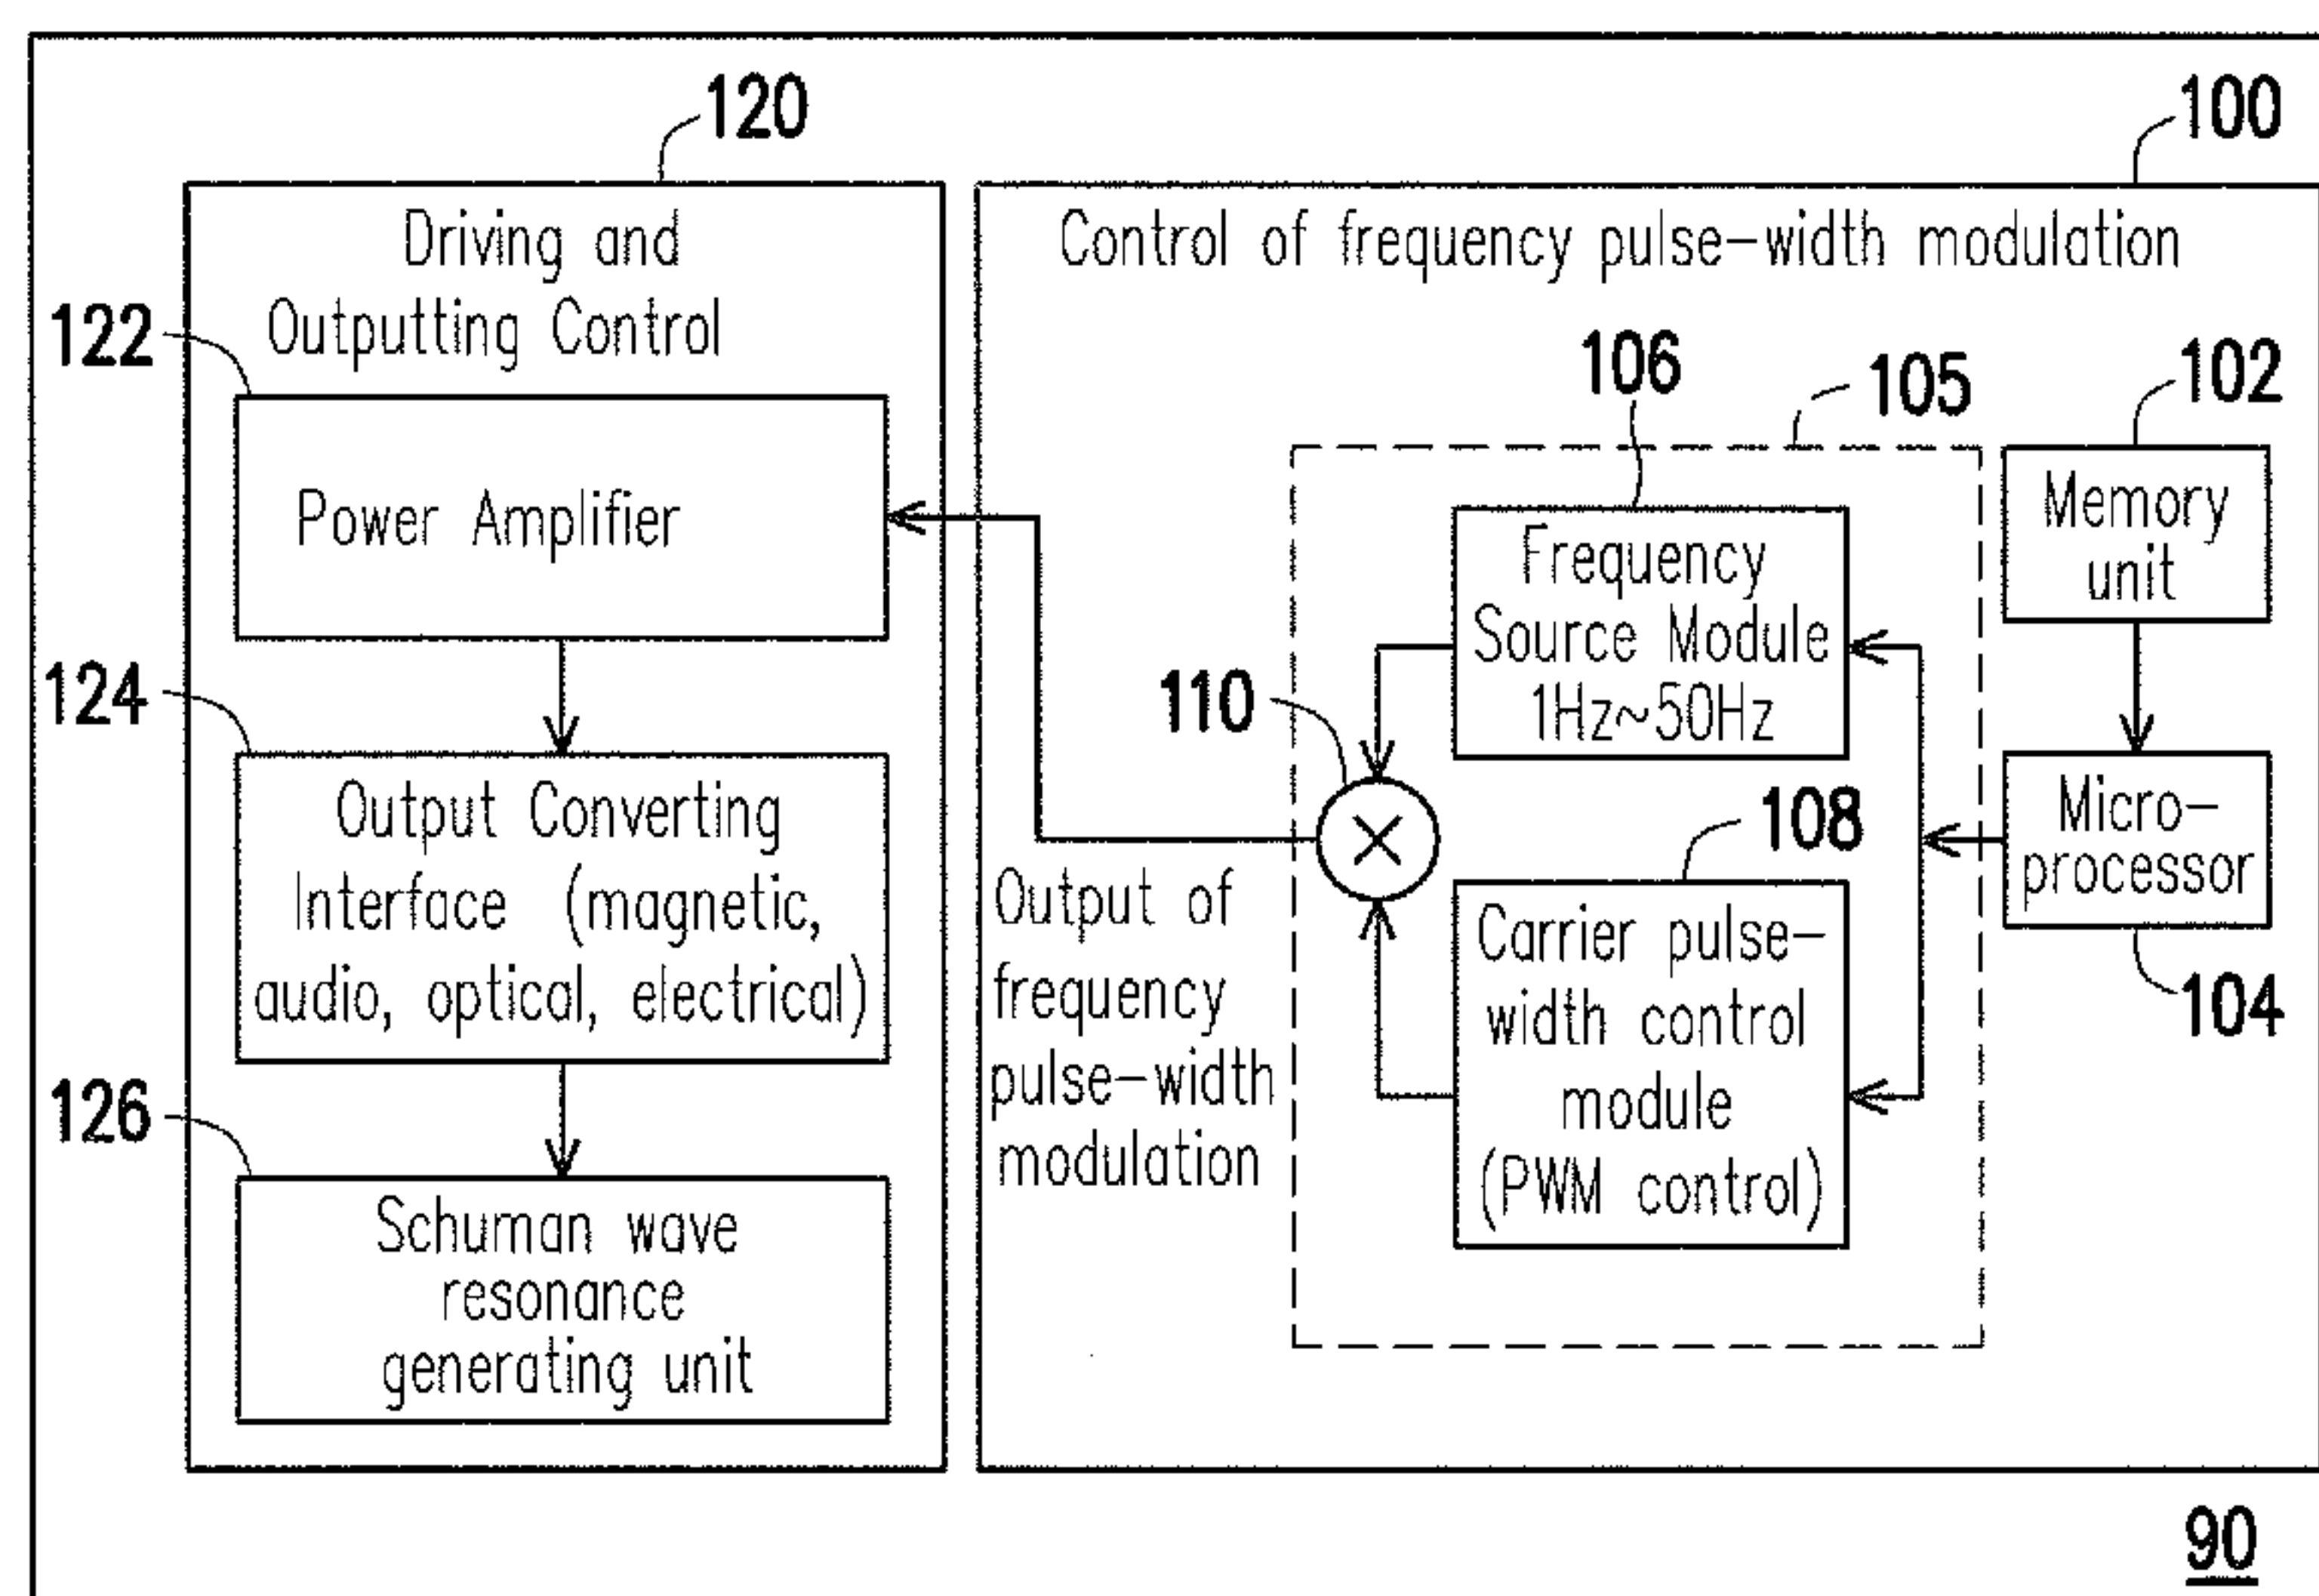 120
100
Driving and
Outputting Control
122
Power Amplifier
124
Output Converting
Interface (magnetic,
audio, optical, electrical)
126
Schuman wave
resonance
generating unit
Control of frequency pulse-width modulation
106
105
102
Frequency
Source Module
1Hz~50Hz
Memory
unit
110
108
Micro-
processor
104
Carrier pulse-
width control
module
(PWM control)
Output of
frequency
pulse-width
modulation
90